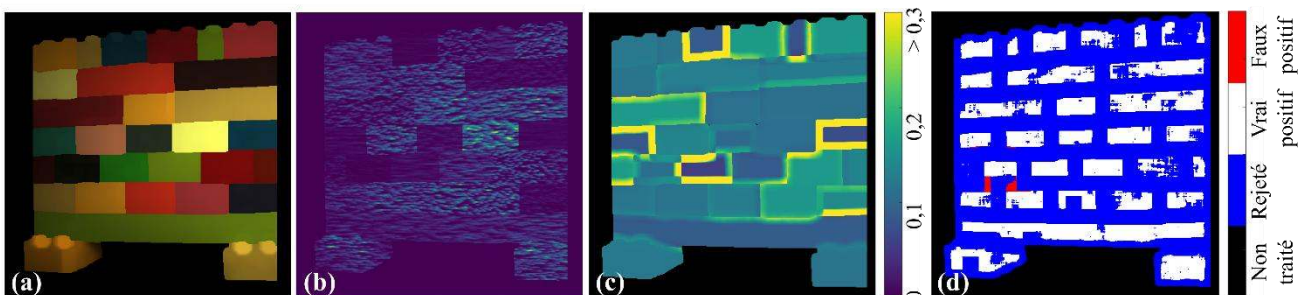 (a)
(b)
(c)
> 0,3
0,2
0,1
0
(d)
Faux positif
Vrai positif
Rejeté
Non traité